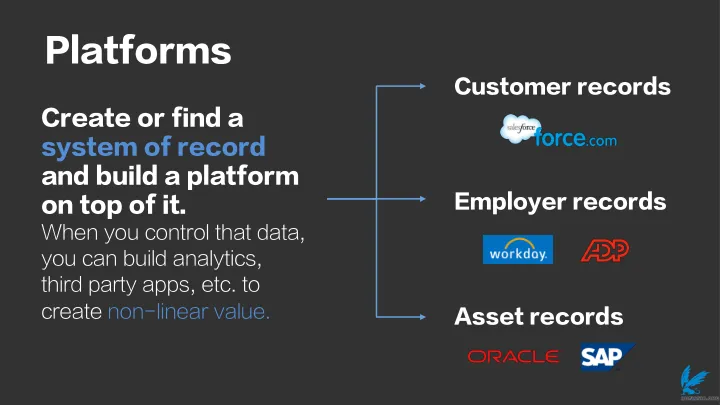 Platforms
Create or find a
system of record
and build a platform
on top of it.
When you control that data,
you can build analytics,
third party apps, etc. to
create non-linear value.
Customer records
salesforce
force.com
Employer records
workday.
ADP
Asset records
ORACLE
SAP